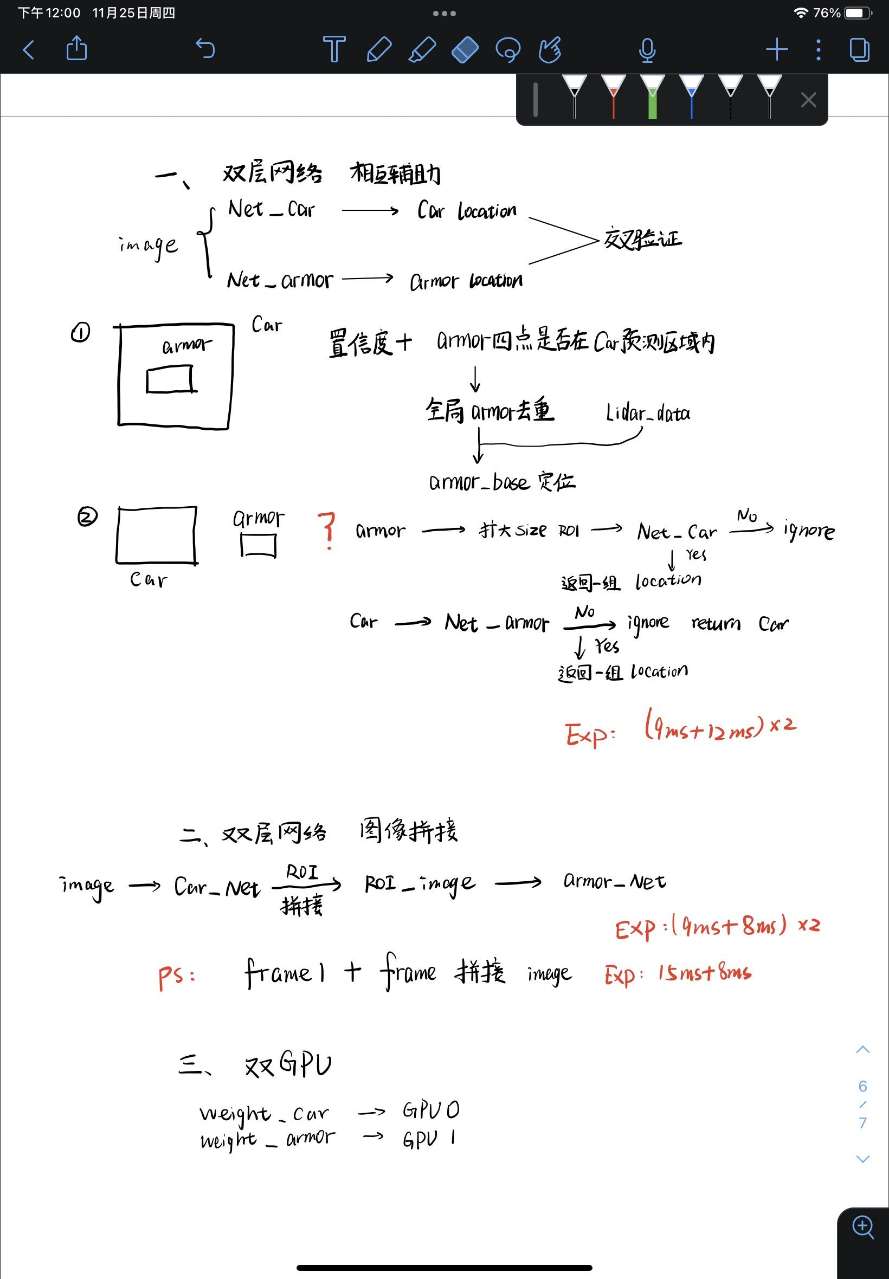 下午12:00 11月25日周四
76%
T
一、 双层网络 相互辅助
Net_Car → Car location
image
交叉验证
Net_armor → armor location
① Car
armor
置信度 + armor四点是否在Car预测区域内
全局armor去重 Lidar_data
armor_base 定位
② armor
Car
? armor → 扩大size ROI → Net_Car No → ignore
↓ Yes
返回一组 location
Car → Net_armor No → ignore return Car
↓ Yes
返回一组 location
Exp: (9ms+12ms)×2
二、双层网络 图像拼接
image → Car_Net ROI 拼接 → ROI_image → armor_Net
Exp:(9ms+8ms)×2
PS: frame1 + frame 拼接 image Exp: 15ms+8ms
三、 双GPU
weight_car → GPU0
weight_armor → GPU1
6
/
7